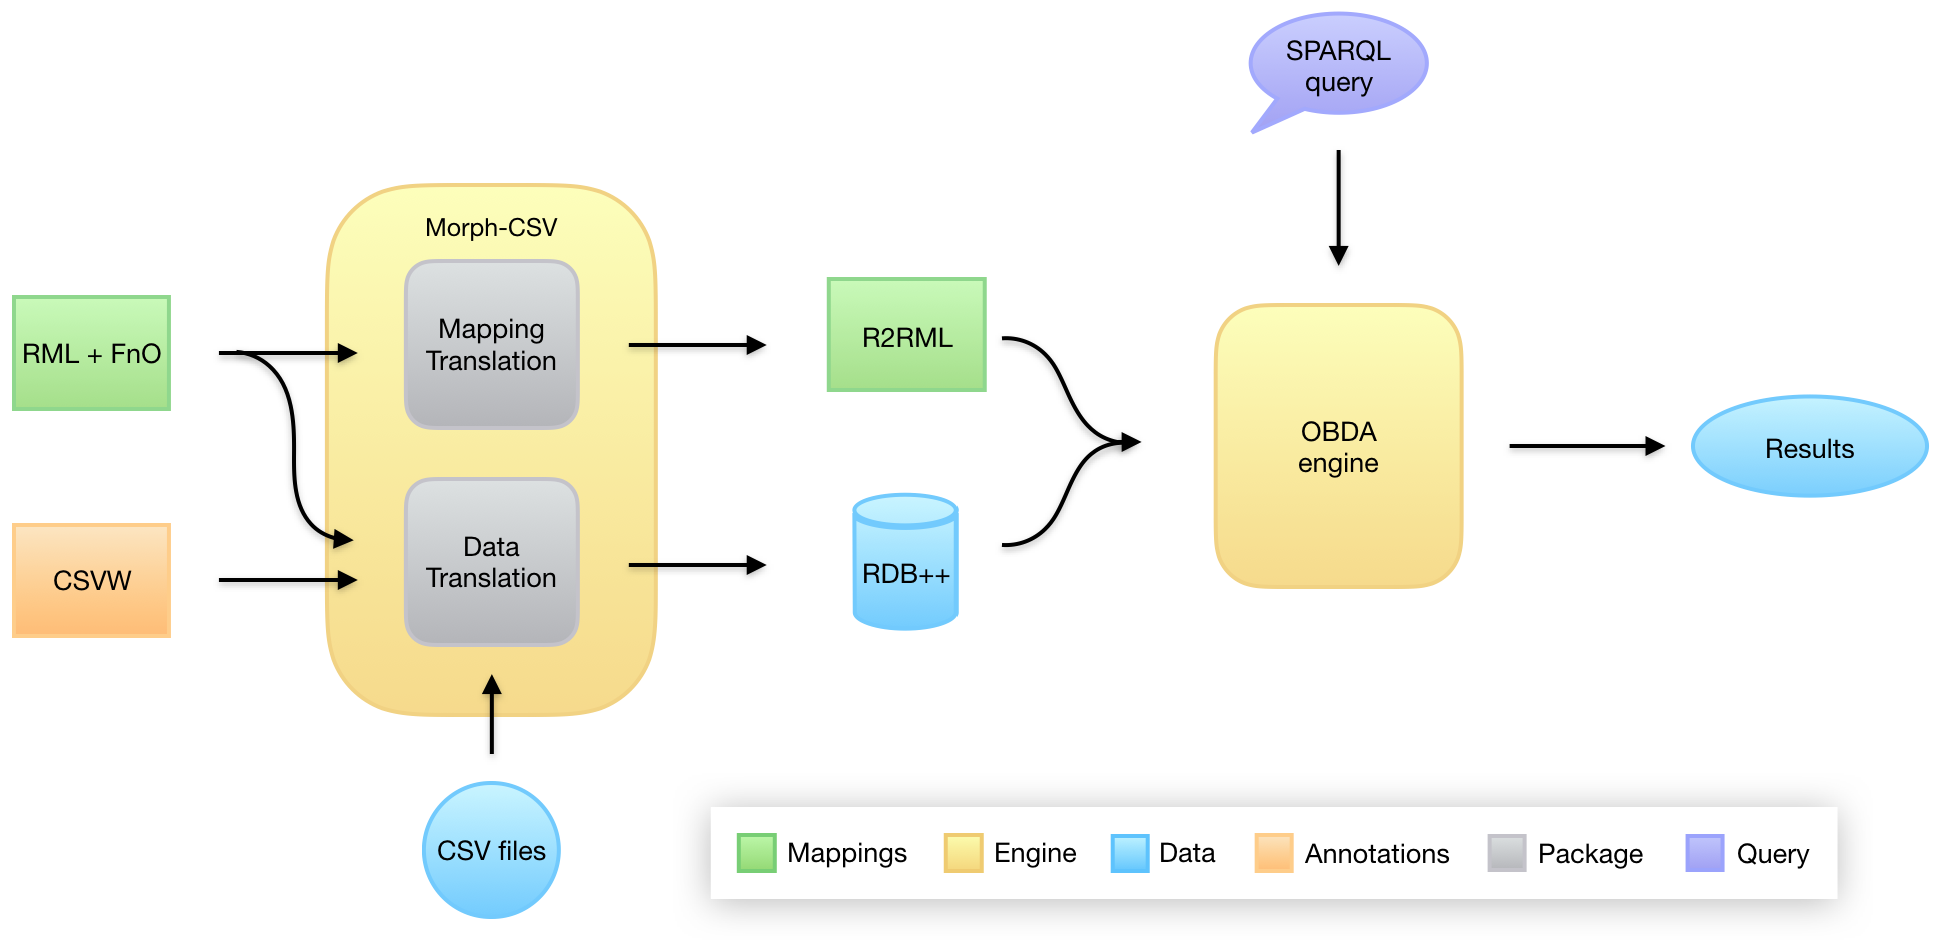 SPARQL
query
Morph-CSV
Mapping
Translation
RML + FnO
R2RML
OBDA
engine
Results
Data
Translation
CSVW
RDB++
CSV files
Mappings
Engine
Data
Annotations
Package
Query